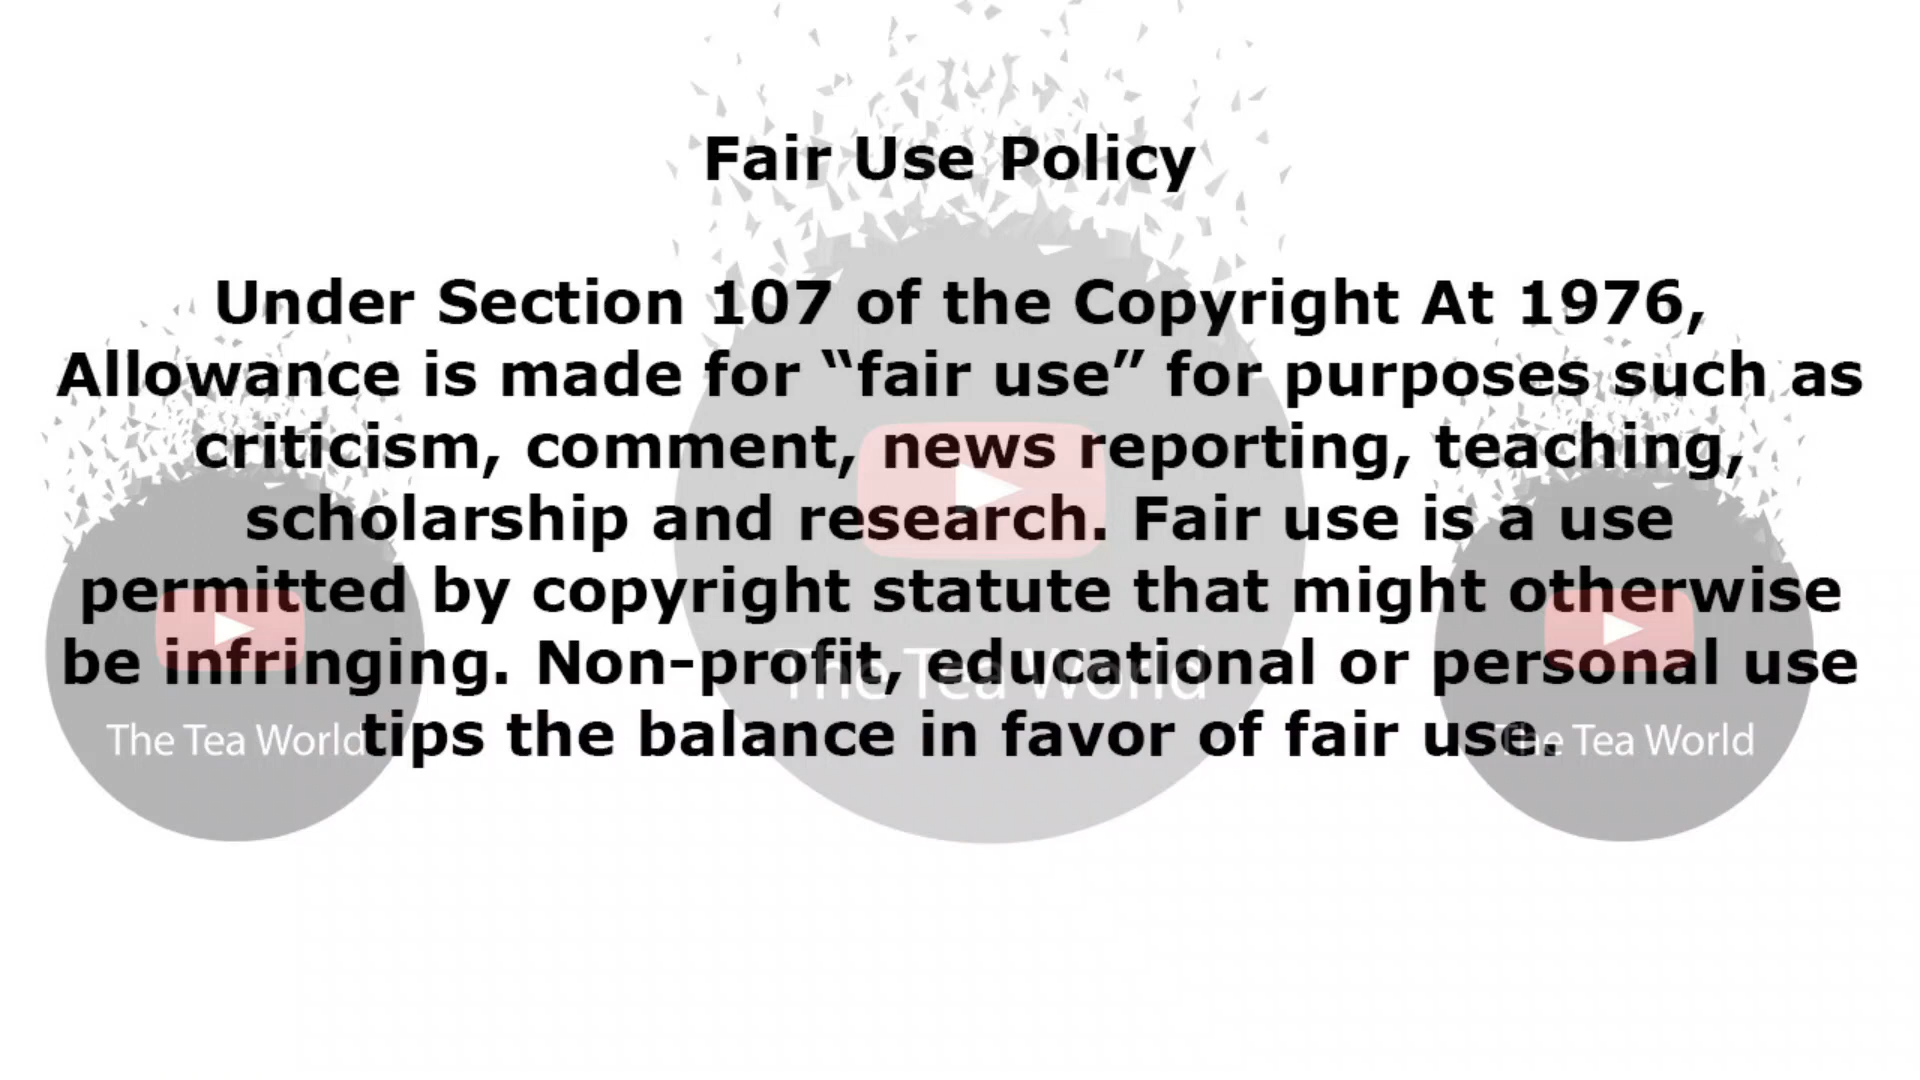 Fair Use Policy
Under Section 107 of the Copyright At 1976,
Allowance is made for “fair use” for purposes such as
criticism, comment, news reporting, teaching,
scholarship and research. Fair use is a use
permitted by copyright statute that might otherwise
be infringing. Non-profit, educational or personal use
The Tea World
tips the balance in favor of fair use.
The Tea World
The Tea World